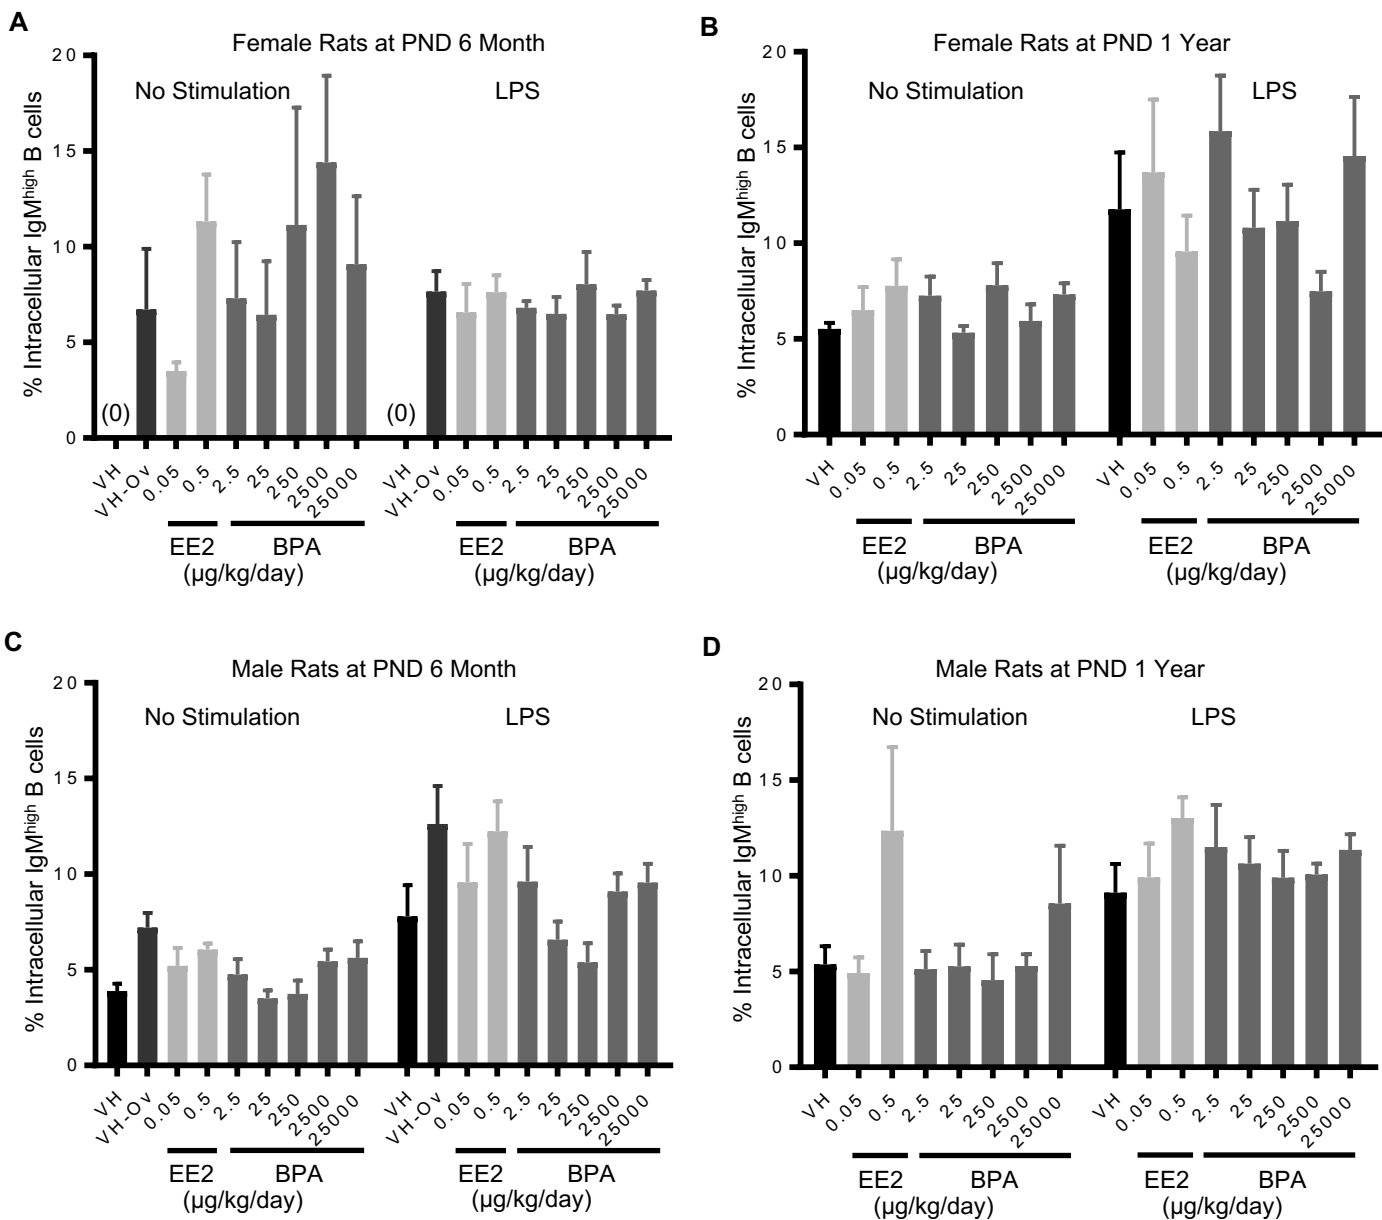 A
Female Rats at PND 6 Month
No Stimulation
LPS
% Intracellular IgMhigh B cells
20
15
10
5
0
(0)
(0)
VH
VH-Ov
0.05
0.5
2.5
25
250
2500
25000
VH
VH-Ov
0.05
0.5
2.5
25
250
2500
25000
EE2
BPA
EE2
BPA
(µg/kg/day)
(µg/kg/day)
B
Female Rats at PND 1 Year
No Stimulation
LPS
% Intracellular IgMhigh B cells
20
15
10
5
0
VH
0.05
0.5
2.5
25
250
2500
25000
VH
0.05
0.5
2.5
25
250
2500
25000
EE2
BPA
EE2
BPA
(µg/kg/day)
(µg/kg/day)
C
Male Rats at PND 6 Month
No Stimulation
LPS
% Intracellular IgMhigh B cells
20
15
10
5
0
VH
VH-Ov
0.05
0.5
2.5
25
250
2500
25000
VH
VH-Ov
0.05
0.5
2.5
25
250
2500
25000
EE2
BPA
EE2
BPA
(µg/kg/day)
(µg/kg/day)
D
Male Rats at PND 1 Year
No Stimulation
LPS
% Intracellular IgMhigh B cells
20
15
10
5
0
VH
0.05
0.5
2.5
25
250
2500
25000
VH
0.05
0.5
2.5
25
250
2500
25000
EE2
BPA
EE2
BPA
(µg/kg/day)
(µg/kg/day)